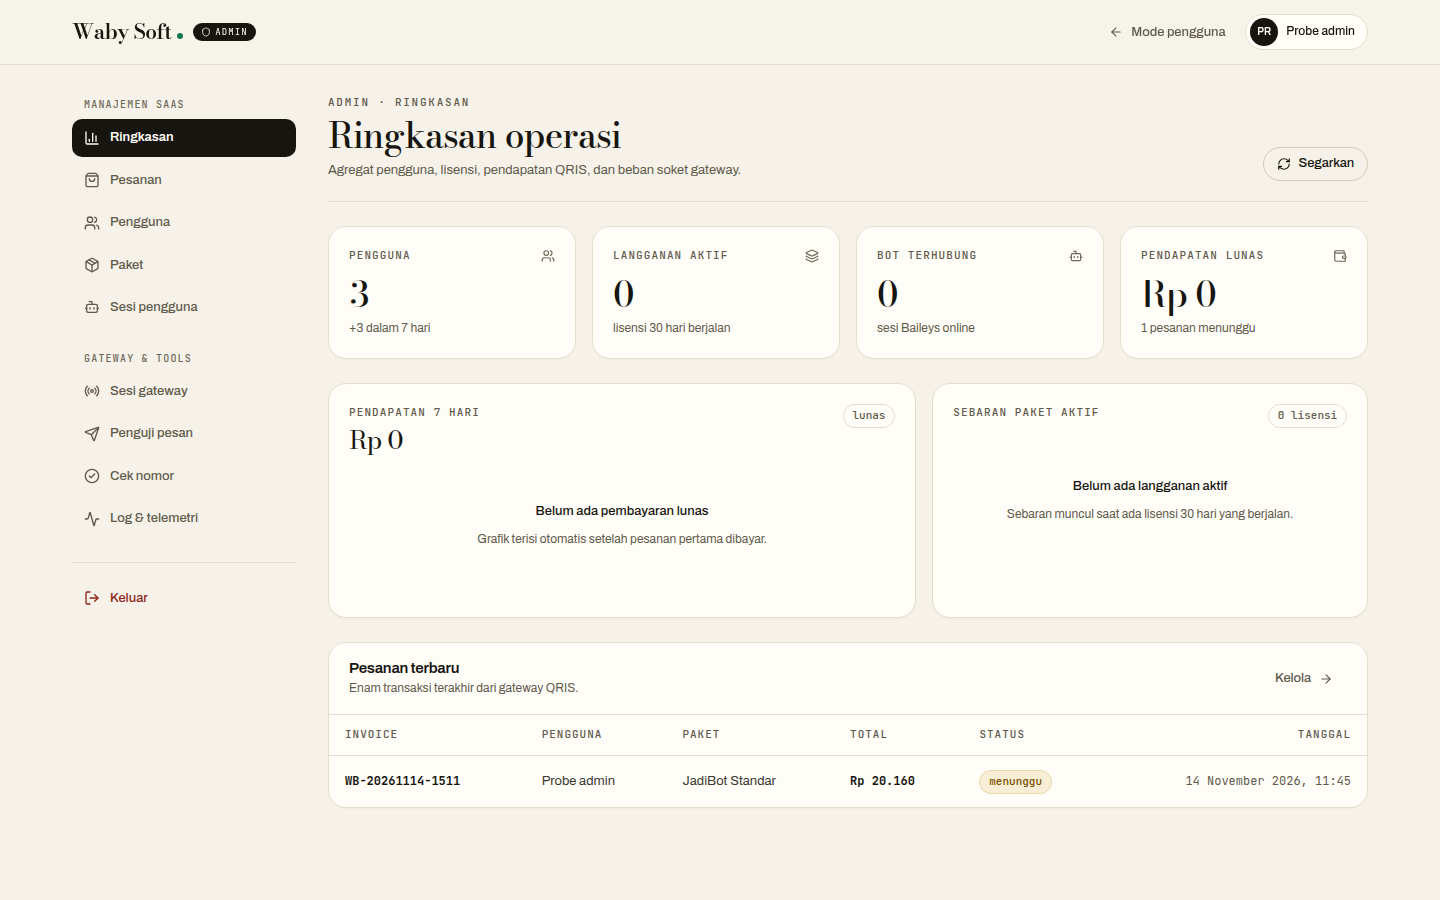 Waby Soft
ADMIN
Mode pengguna
PR
Probe admin
MANAJEMEN SAAS
Ringkasan
Pesanan
Pengguna
Paket
Sesi pengguna
GATEWAY & TOOLS
Sesi gateway
Penguji pesan
Cek nomor
Log & telemetri
Keluar
ADMIN · RINGKASAN
Ringkasan operasi
Agregat pengguna, lisensi, pendapatan QRIS, dan beban soket gateway.
Segarkan
PENGGUNA
3
+3 dalam 7 hari
LANGGANAN AKTIF
0
lisensi 30 hari berjalan
BOT TERHUBUNG
0
sesi Baileys online
PENDAPATAN LUNAS
Rp 0
1 pesanan menunggu
PENDAPATAN 7 HARI
lunas
Rp 0
Belum ada pembayaran lunas
Grafik terisi otomatis setelah pesanan pertama dibayar.
SEBARAN PAKET AKTIF
0 lisensi
Belum ada langganan aktif
Sebaran muncul saat ada lisensi 30 hari yang berjalan.
Pesanan terbaru
Enam transaksi terakhir dari gateway QRIS.
Kelola
INVOICE PENGGUNA PAKET TOTAL STATUS TANGGAL
WB-20261114-1511 Probe admin JadiBot Standar Rp 20.160 menunggu 14 November 2026, 11:45